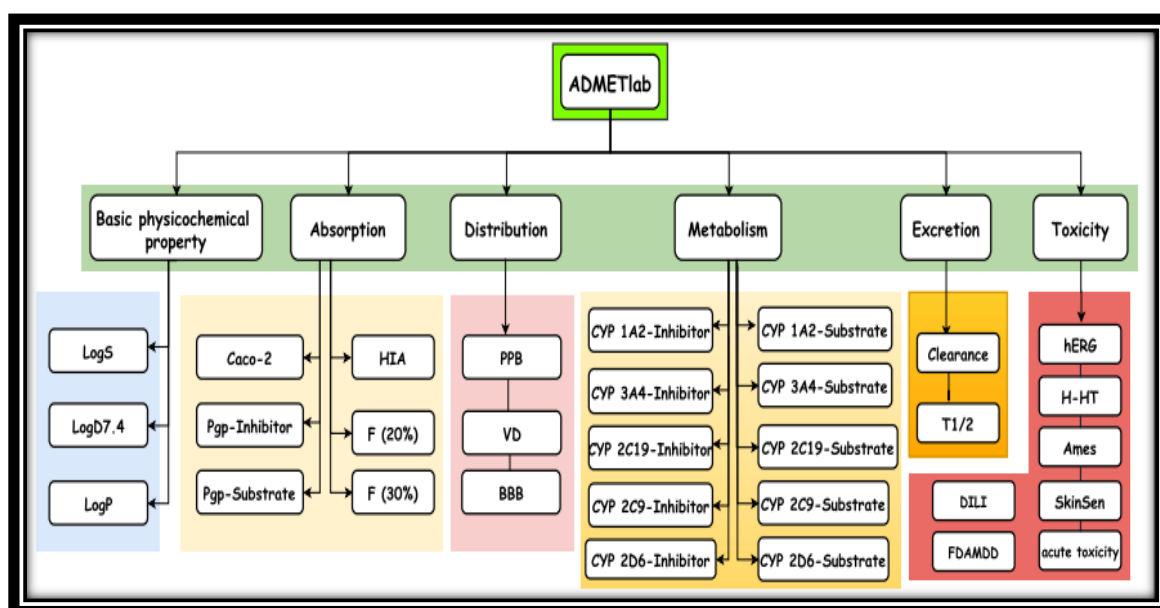 ADMETlab
Basic physicochemical
property
Absorption
Distribution
Metabolism
Excretion
Toxicity
LogS
LogD7.4
LogP
Caco-2
HIA
Pgp-Inhibitor
F (20%)
Pgp-Substrate
F (30%)
PPB
VD
BBB
CYP 1A2-Inhibitor
CYP 1A2-Substrate
CYP 3A4-Inhibitor
CYP 3A4-Substrate
CYP 2C19-Inhibitor
CYP 2C19-Substrate
CYP 2C9-Inhibitor
CYP 2C9-Substrate
CYP 2D6-Inhibitor
CYP 2D6-Substrate
Clearance
T1/2
hERG
H-HT
Ames
DILI
SkinSen
FDAMDD
acute toxicity